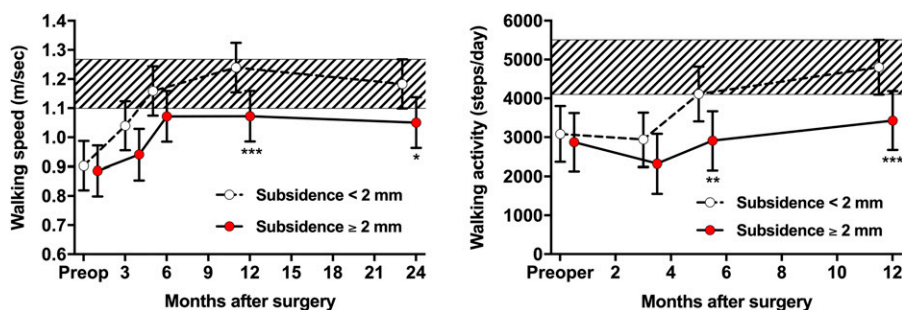 Walking speed (m/sec)
1.4
1.3
1.2
1.1
1.0
0.9
0.8
0.7
0.6
***
*
Subsidence < 2 mm
Subsidence ≥ 2 mm
Preop 3 6 9 12 15 18 21 24
Months after surgery
Walking activity (steps/day)
6000
5000
4000
3000
2000
1000
0
**
***
Subsidence < 2 mm
Subsidence ≥ 2 mm
Preoper 2 4 6 8 10 12
Months after surgery